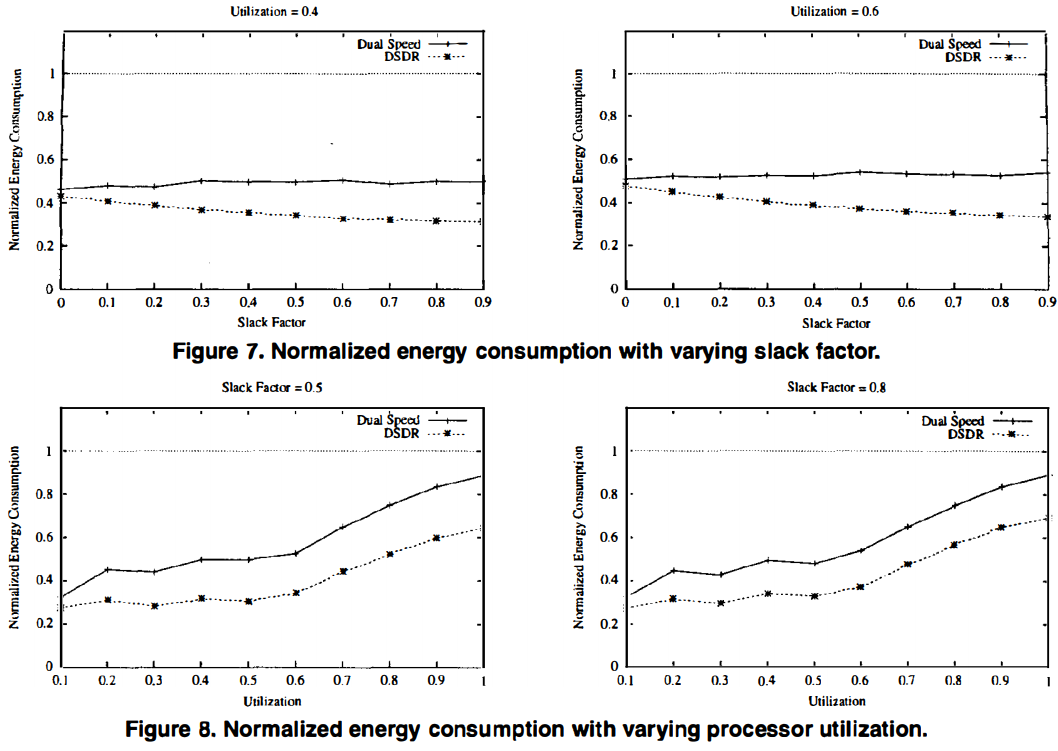 Utilization = 0.4
Dual Speed
DSDR
Normalized Energy Consumption
1
0.8
0.6
0.4
0.2
0
0 0.1 0.2 0.3 0.4 0.5 0.6 0.7 0.8 0.9
Slack Factor
Utilization = 0.6
Dual Speed
DSDR
Normalized Energy Consumption
1
0.8
0.6
0.4
0.2
0
0 0.1 0.2 0.3 0.4 0.5 0.6 0.7 0.8 0.9
Slack Factor
Figure 7. Normalized energy consumption with varying slack factor.
Slack Factor = 0.5
Dual Speed
DSDR
Normalized Energy Consumption
1
0.8
0.6
0.4
0.2
0
0.1 0.2 0.3 0.4 0.5 0.6 0.7 0.8 0.9 1
Utilization
Slack Factor = 0.8
Dual Speed
DSDR
Normalized Energy Consumption
1
0.8
0.6
0.4
0.2
0
0.1 0.2 0.3 0.4 0.5 0.6 0.7 0.8 0.9 1
Utilization
Figure 8. Normalized energy consumption with varying processor utilization.